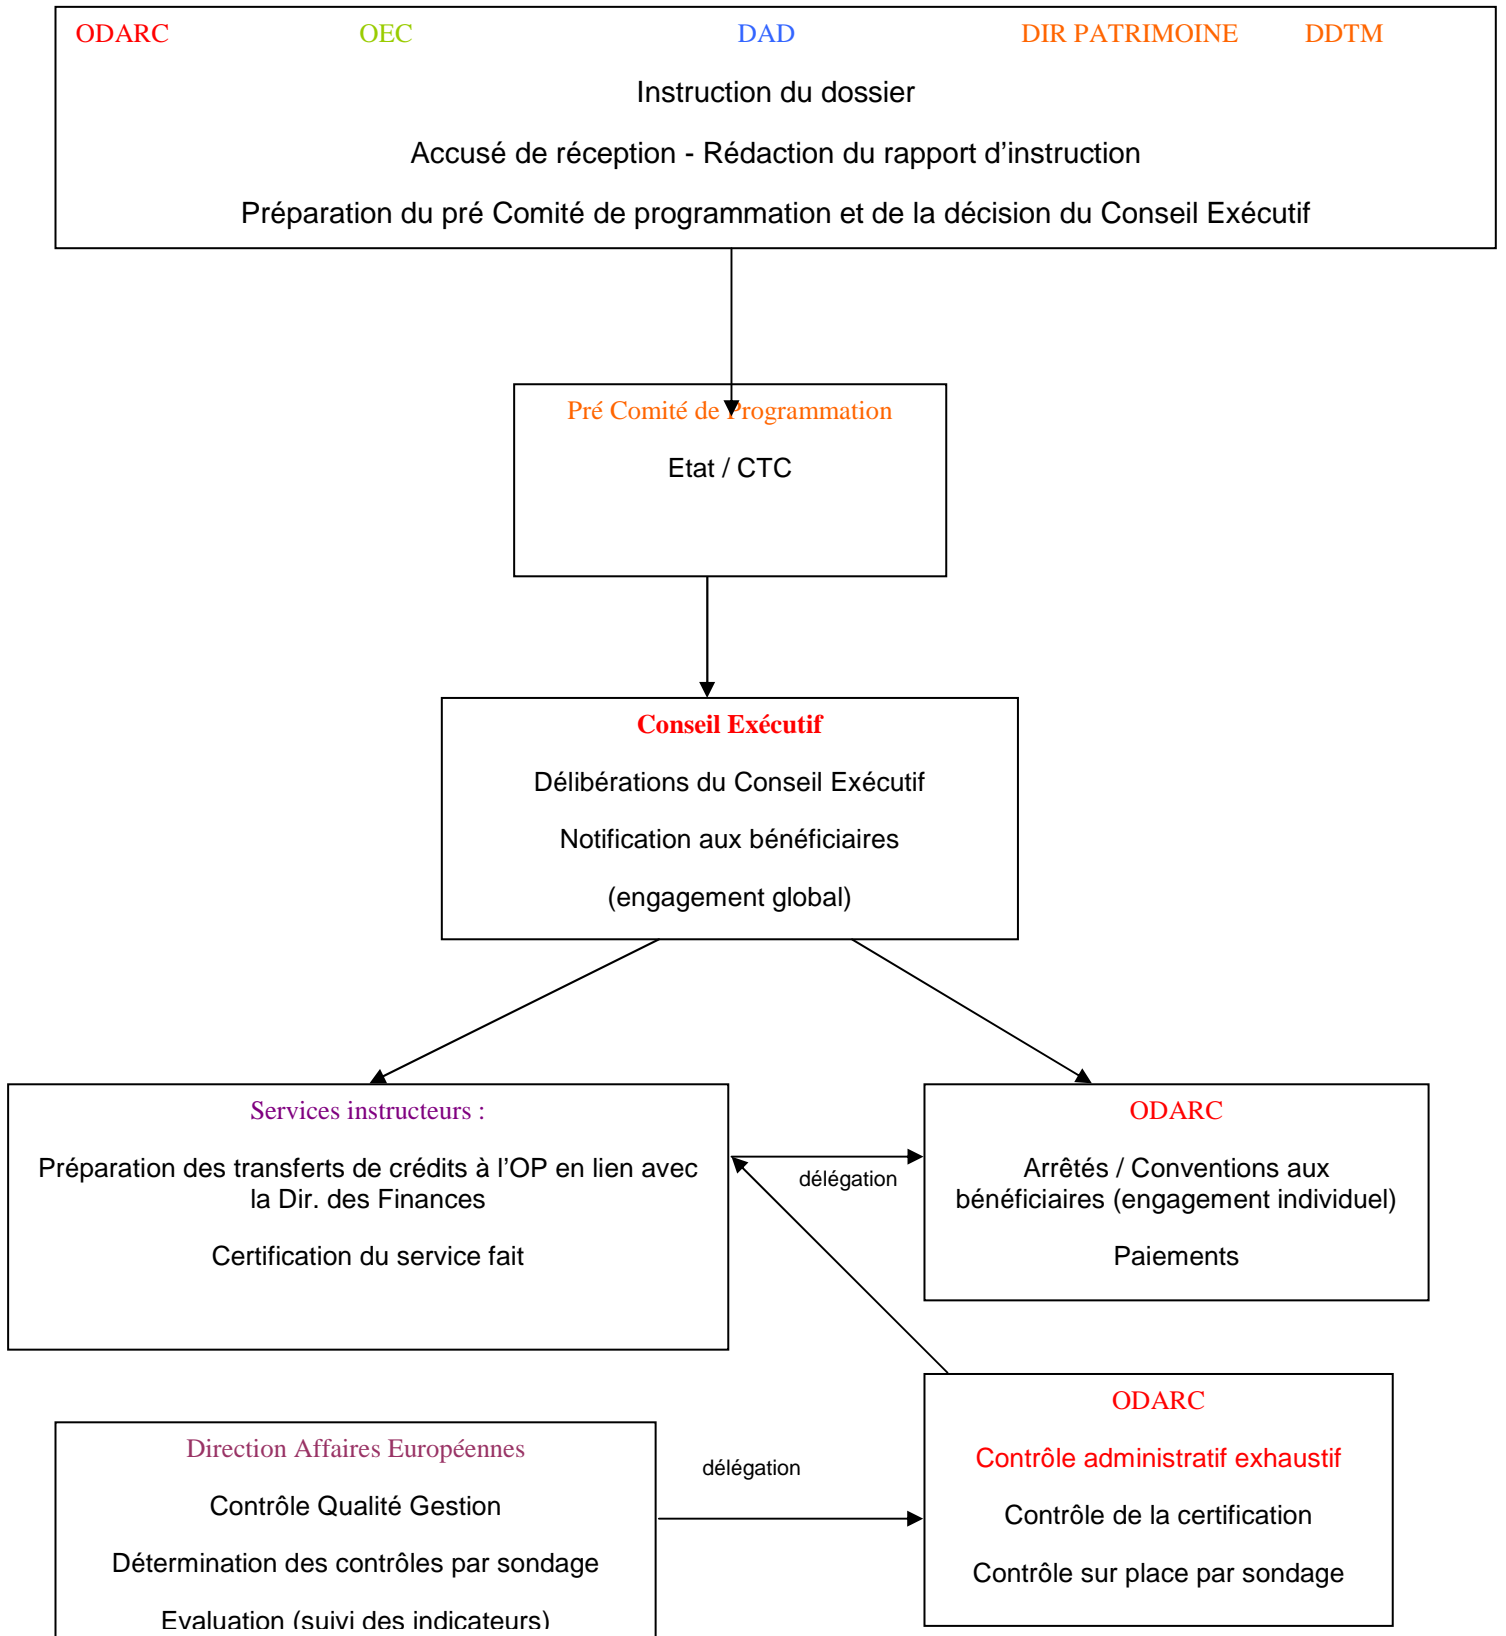 ODARC OEC DAD DIR PATRIMOINE DDTM
Instruction du dossier
Accusé de réception - Rédaction du rapport d'instruction
Préparation du pré Comité de programmation et de la décision du Conseil Exécutif
Pré Comité de Programmation
Etat / CTC
Conseil Exécutif
Délibérations du Conseil Exécutif
Notification aux bénéficiaires
(engagement global)
Services instructeurs :
Préparation des transferts de crédits à l'OP en lien avec
la Dir. des Finances
Certification du service fait
délégation
ODARC
Arrêtés / Conventions aux
bénéficiaires (engagement individuel)
Paiements
Direction Affaires Européennes
Contrôle Qualité Gestion
Détermination des contrôles par sondage
Evaluation (suivi des indicateurs)
délégation
ODARC
Contrôle administratif exhaustif
Contrôle de la certification
Contrôle sur place par sondage